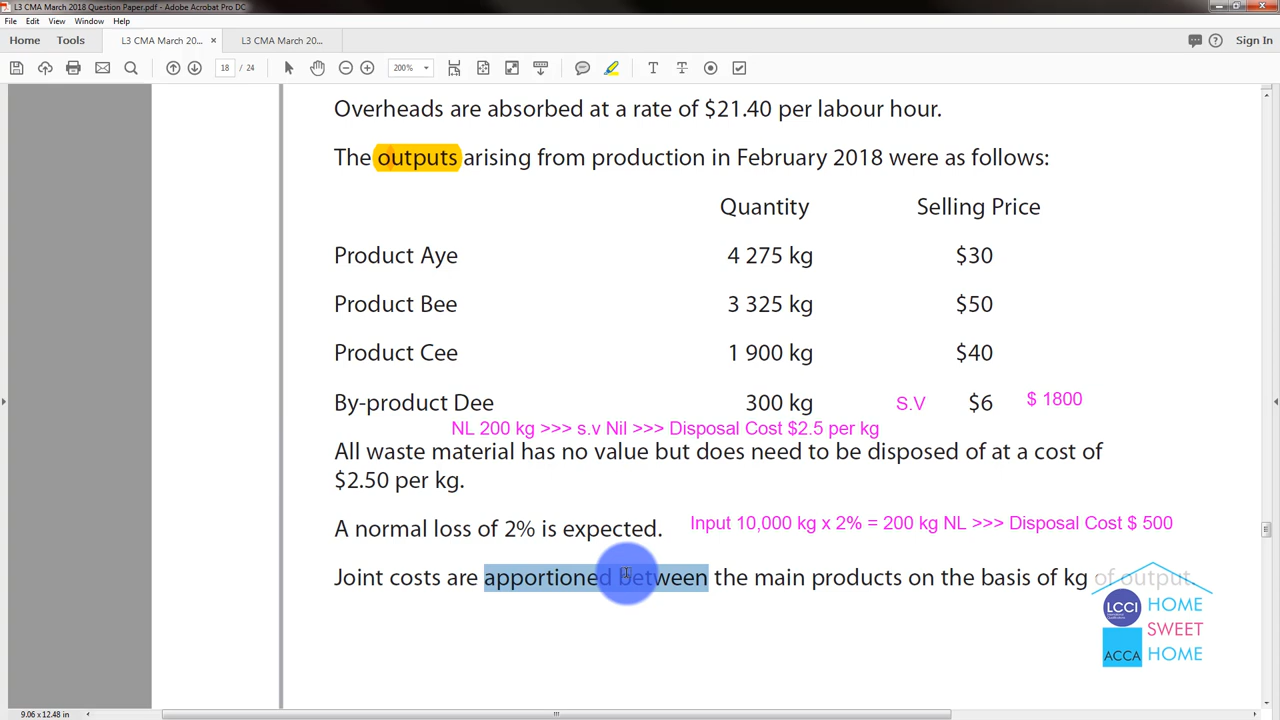 L3 CMA March 2018 Question Paper.pdf - Adobe Acrobat Pro DC
File Edit View Window Help
Home Tools L3 CMA March 20... × L3 CMA March 20... Sign In
18 / 24 200%
Overheads are absorbed at a rate of $21.40 per labour hour.
The outputs arising from production in February 2018 were as follows:
Quantity Selling Price
Product Aye 4 275 kg $30
Product Bee 3 325 kg $50
Product Cee 1 900 kg $40
By-product Dee 300 kg S.V $6 $ 1800
NL 200 kg >>> s.v Nil >>> Disposal Cost $2.5 per kg
All waste material has no value but does need to be disposed of at a cost of
$2.50 per kg.
A normal loss of 2% is expected. Input 10,000 kg x 2% = 200 kg NL >>> Disposal Cost $ 500
Joint costs are apportioned between the main products on the basis of kg of output.
LCCI HOME
SWEET
ACCA HOME
9.06 x 12.48 in